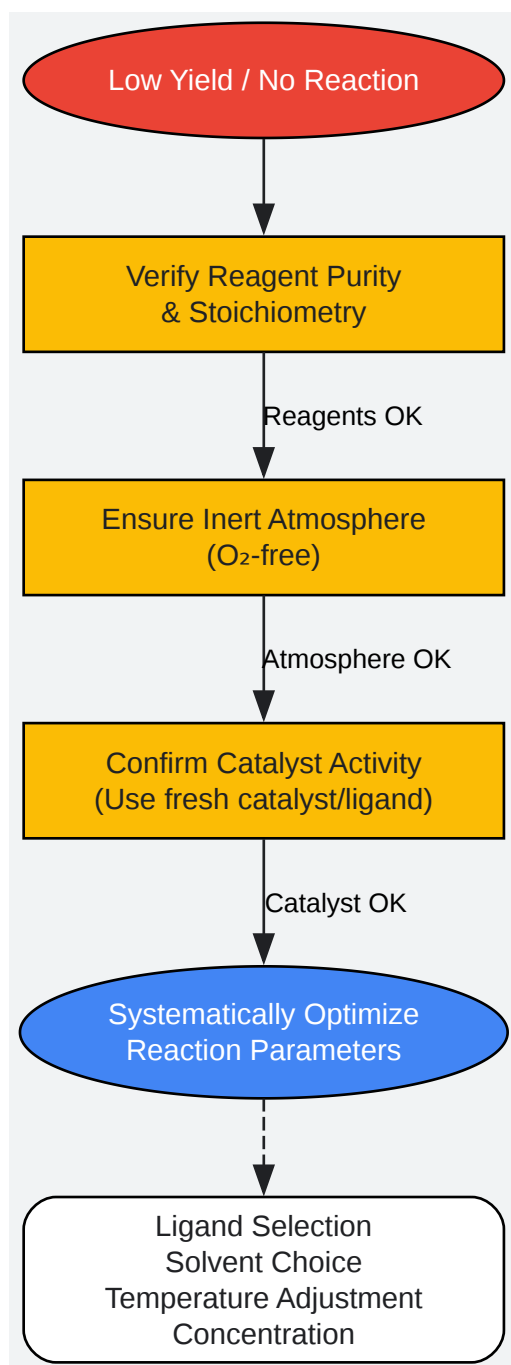 Low Yield / No Reaction
Verify Reagent Purity
& Stoichiometry
Reagents OK
Ensure Inert Atmosphere
(O₂-free)
Atmosphere OK
Confirm Catalyst Activity
(Use fresh catalyst/ligand)
Catalyst OK
Systematically Optimize
Reaction Parameters
Ligand Selection
Solvent Choice
Temperature Adjustment
Concentration